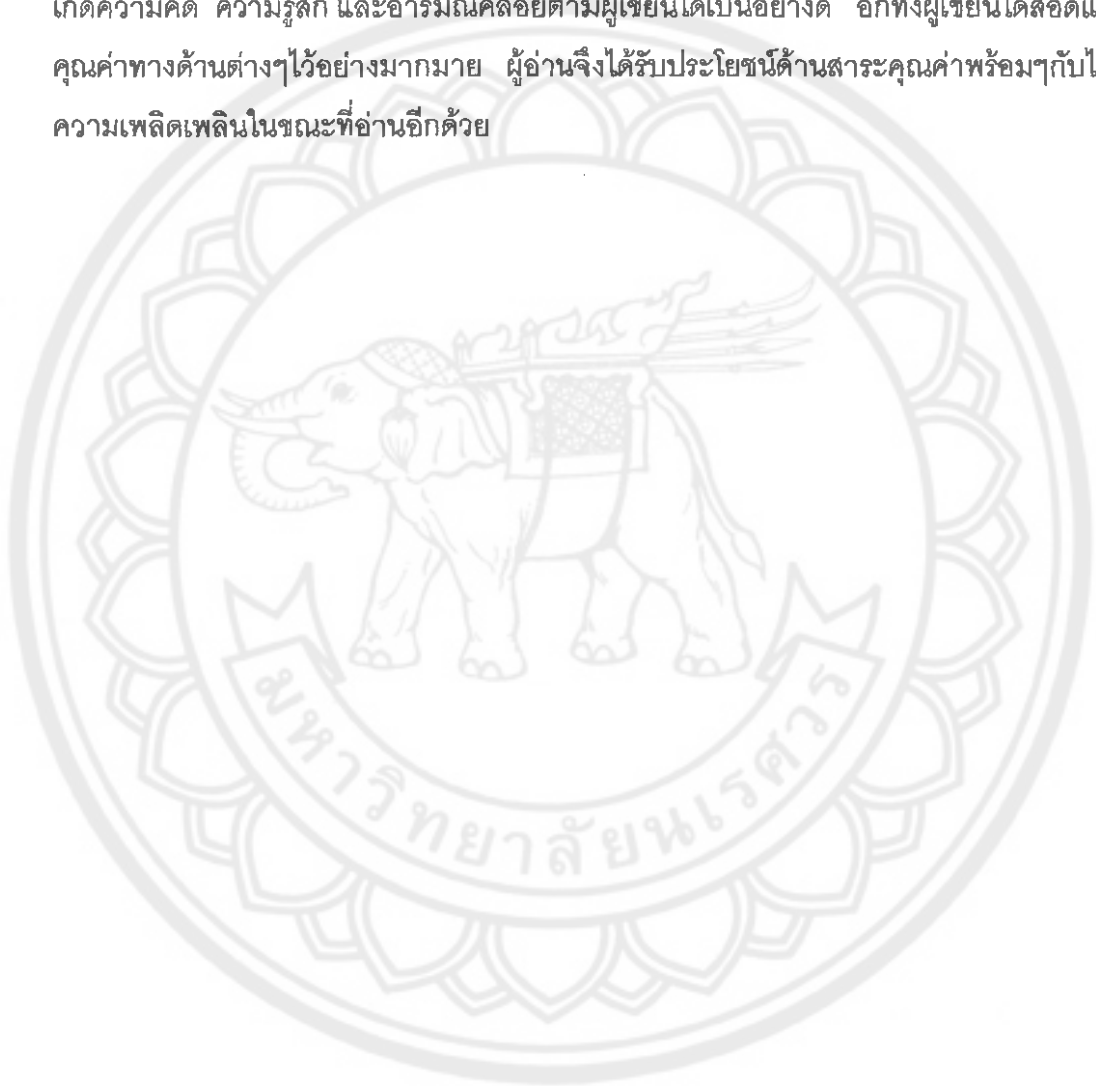 เกิดความคิด ความรู้สึก และอารมณ์คล้อยตามผู้เขียนได้เป็นอย่างดี อีกทั้งผู้เขียนได้สอดแ
คุณค่าทางด้านต่างๆไว้อย่างมากมาย ผู้อ่านจึงได้รับประโยชน์ด้านสาระคุณค่าพร้อมๆกับไ
ความเพลิดเพลินในขณะที่อ่านอีกด้วย
มหาวิทยาลัยนเรศวร